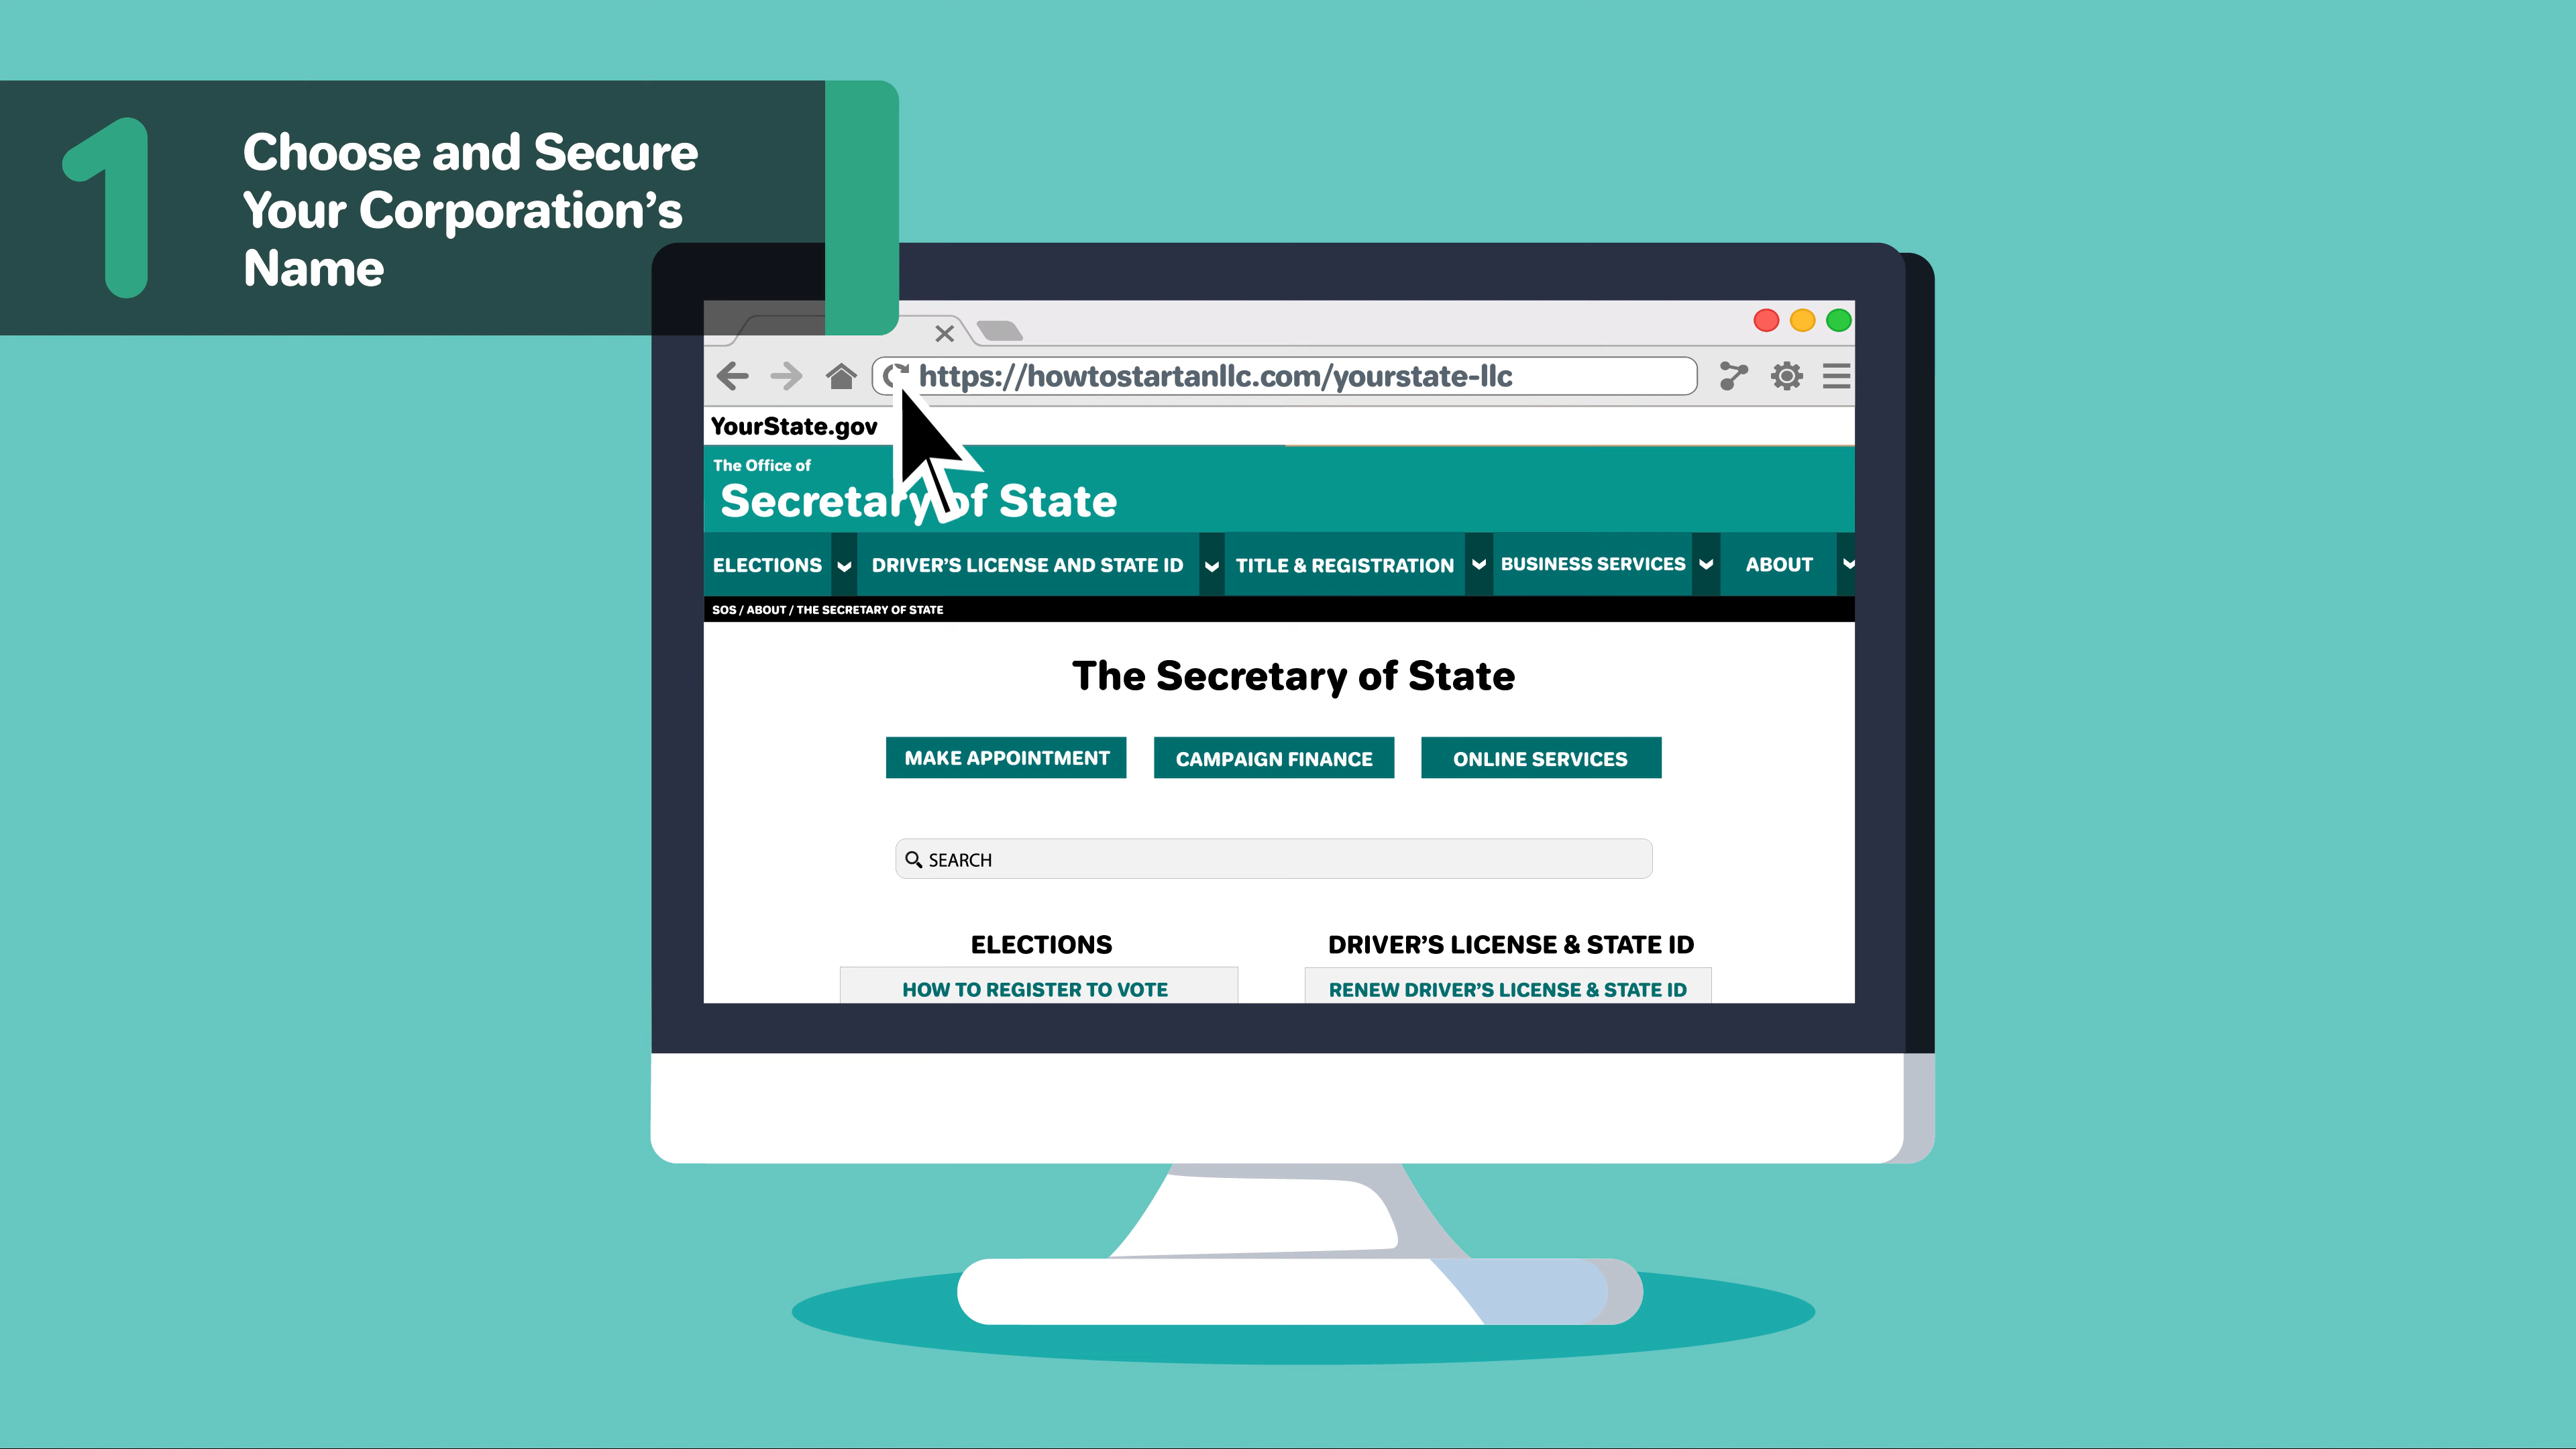 1
Choose and Secure
Your Corporation’s
Name
https://howtostartanllc.com/yourstate-llc
YourState.gov
The Office of
Secretary of State
ELECTIONS
DRIVER’S LICENSE AND STATE ID
TITLE & REGISTRATION
BUSINESS SERVICES
ABOUT
SOS / ABOUT / THE SECRETARY OF STATE
The Secretary of State
MAKE APPOINTMENT
CAMPAIGN FINANCE
ONLINE SERVICES
SEARCH
ELECTIONS
DRIVER’S LICENSE & STATE ID
HOW TO REGISTER TO VOTE
RENEW DRIVER’S LICENSE & STATE ID